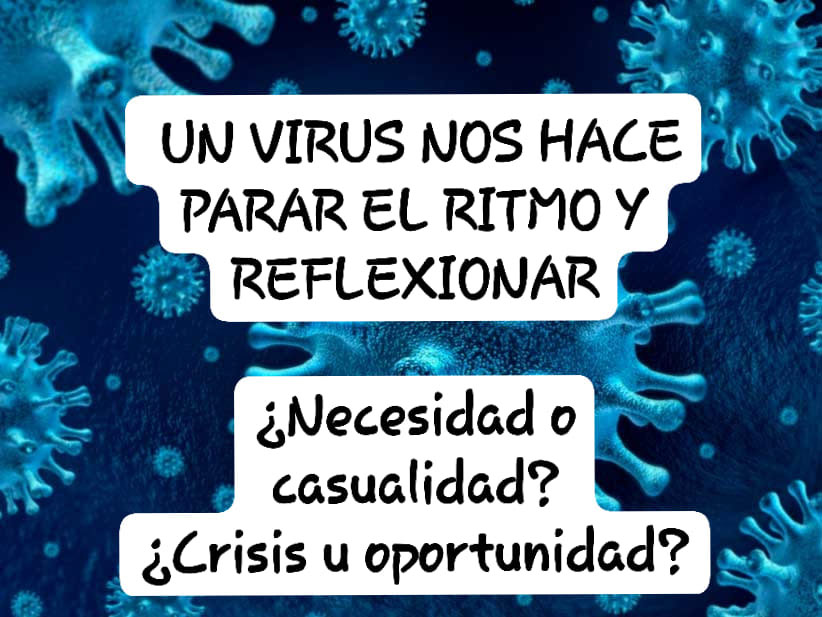 UN VIRUS NOS HACE
PARAR EL RITMO Y
REFLEXIONAR
¿Necesidad o
casualidad?
¿Crisis u oportunidad?